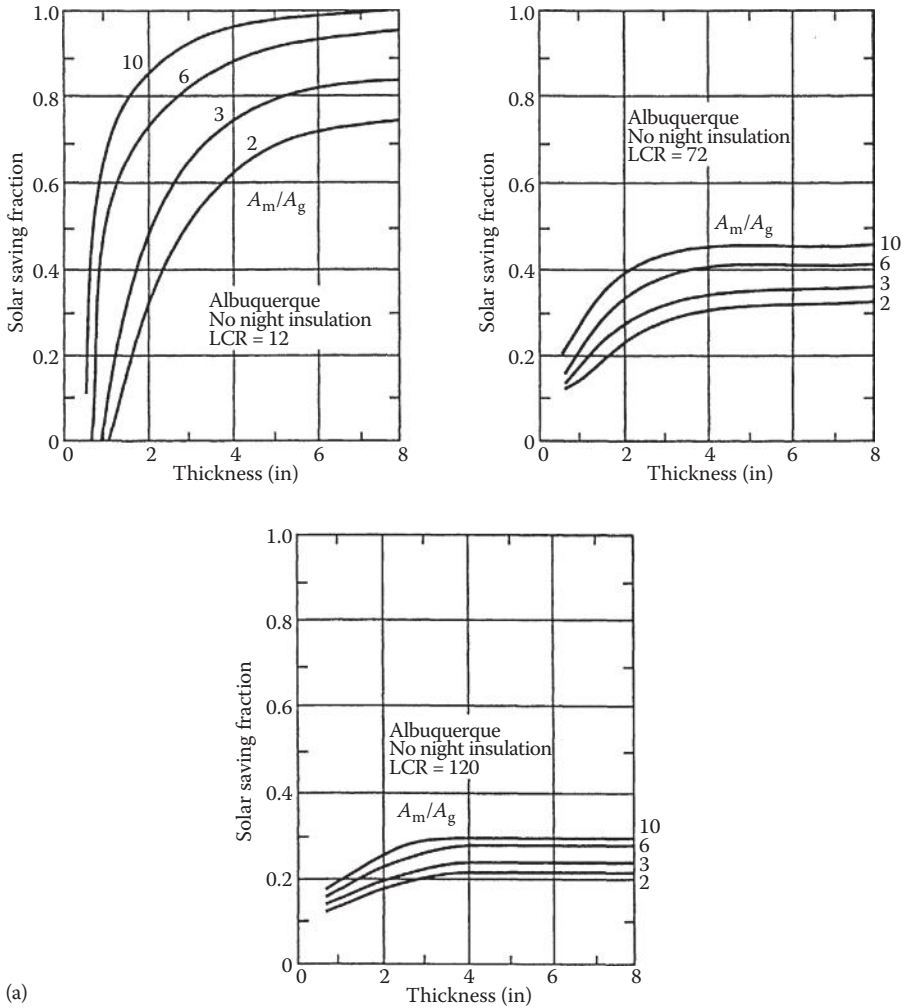 1.0
0.8
0.6
0.4
0.2
0
Solar saving fraction
10
6
3
2
A_m/A_g
Albuquerque
No night insulation
LCR = 12
0 2 4 6 8
Thickness (in)
1.0
0.8
0.6
0.4
0.2
0
Solar saving fraction
Albuquerque
No night insulation
LCR = 72
A_m/A_g
10
6
3
2
0 2 4 6 8
Thickness (in)
1.0
0.8
0.6
0.4
0.2
0
Solar saving fraction
Albuquerque
No night insulation
LCR = 120
A_m/A_g
10
6
3
2
0 2 4 6 8
Thickness (in)
(a)